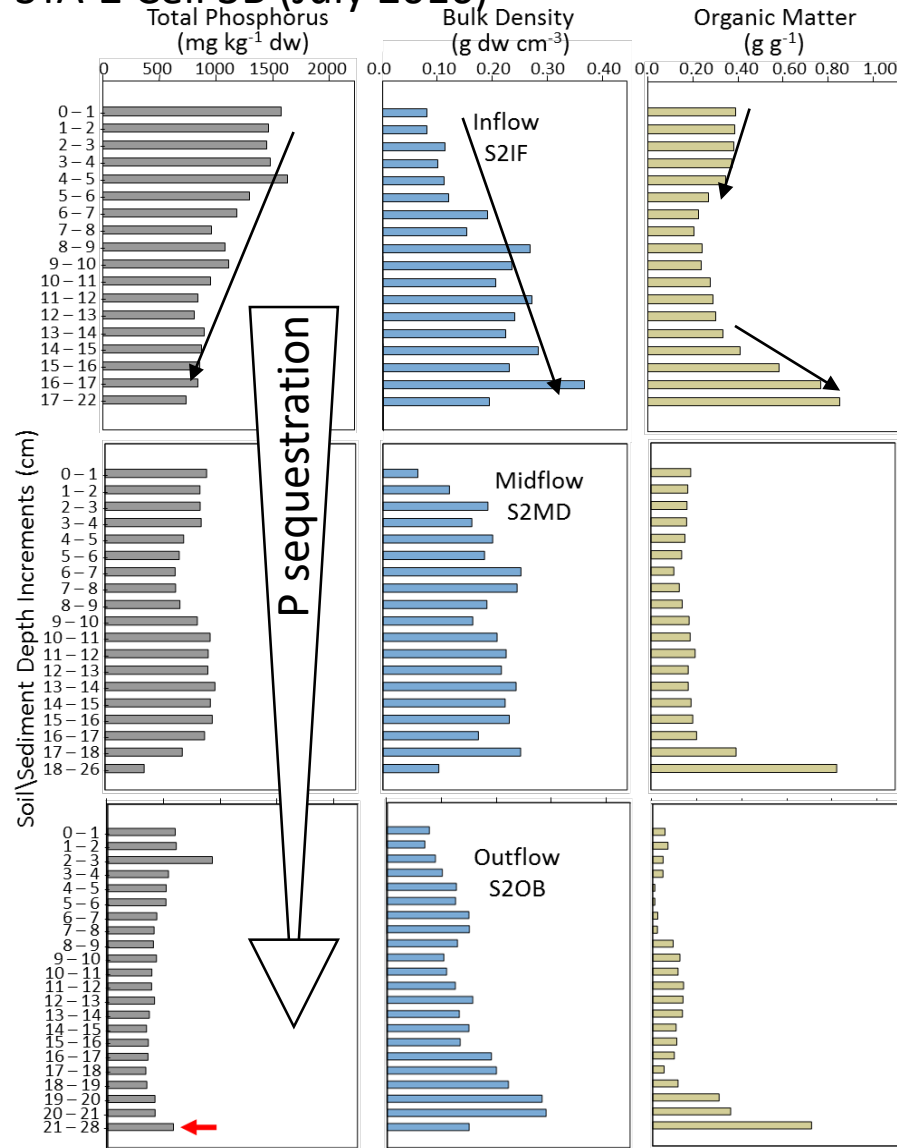 Cell (July
Total Phosphorus
(mg kg⁻¹ dw)
Bulk Density
(g dw cm⁻³)
Organic Matter
(g g⁻¹)
0 500 1000 1500 2000
0.0 0.10 0.20 0.30 0.40
0.0 0.20 0.40 0.60 0.80 1.00
Soil\Sediment Depth Increments (cm)
0 – 1
1 – 2
2 – 3
3 – 4
4 – 5
5 – 6
6 – 7
7 – 8
8 – 9
9 – 10
10 – 11
11 – 12
12 – 13
13 – 14
14 – 15
15 – 16
16 – 17
17 – 22
Inflow
S2IF
P sequestration
0 – 1
1 – 2
2 – 3
3 – 4
4 – 5
5 – 6
6 – 7
7 – 8
8 – 9
9 – 10
10 – 11
11 – 12
12 – 13
13 – 14
14 – 15
15 – 16
16 – 17
17 – 18
18 – 26
Midflow
S2MD
0 – 1
1 – 2
2 – 3
3 – 4
4 – 5
5 – 6
6 – 7
7 – 8
8 – 9
9 – 10
10 – 11
11 – 12
12 – 13
13 – 14
14 – 15
15 – 16
16 – 17
17 – 18
18 – 19
19 – 20
20 – 21
21 – 28
Outflow
S2OB